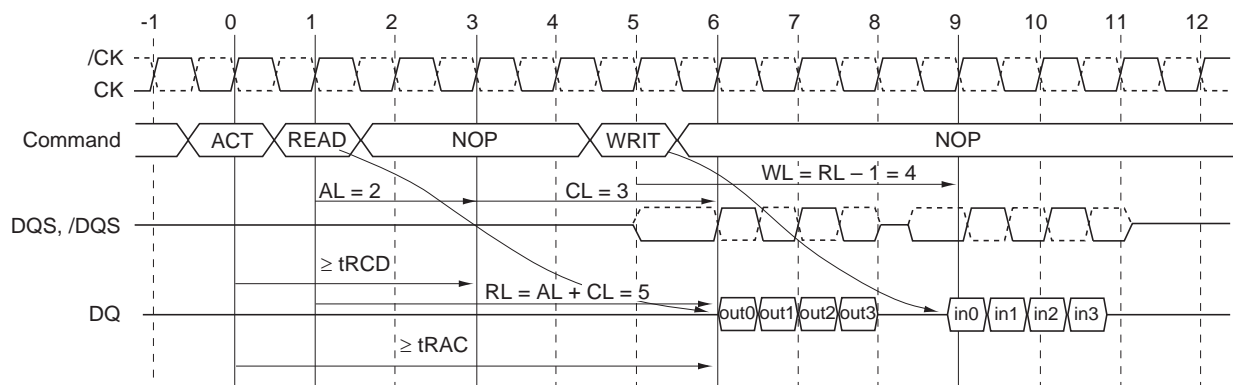 -1 0 1 2 3 4 5 6 7 8 9 10 11 12
/CK
CK
Command ACT READ NOP WRIT NOP
WL = RL − 1 = 4
AL = 2 CL = 3
DQS, /DQS
≥ tRCD
RL = AL + CL = 5
DQ out0 out1 out2 out3 in0 in1 in2 in3
≥ tRAC